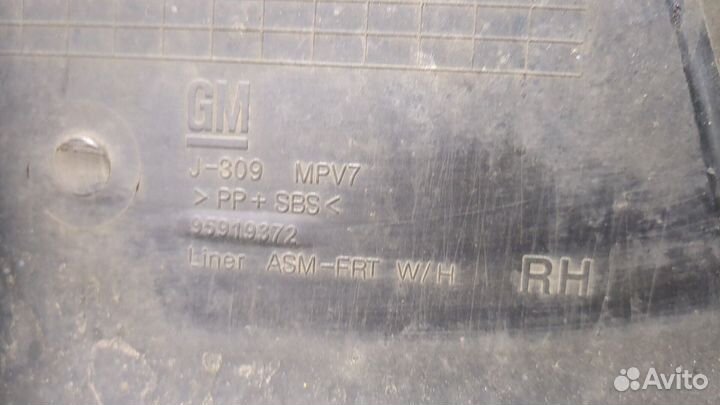 GM
J-309 MPV7
>PP+SBS<
95919372
Liner ASM-FRT W/H RH
Avito